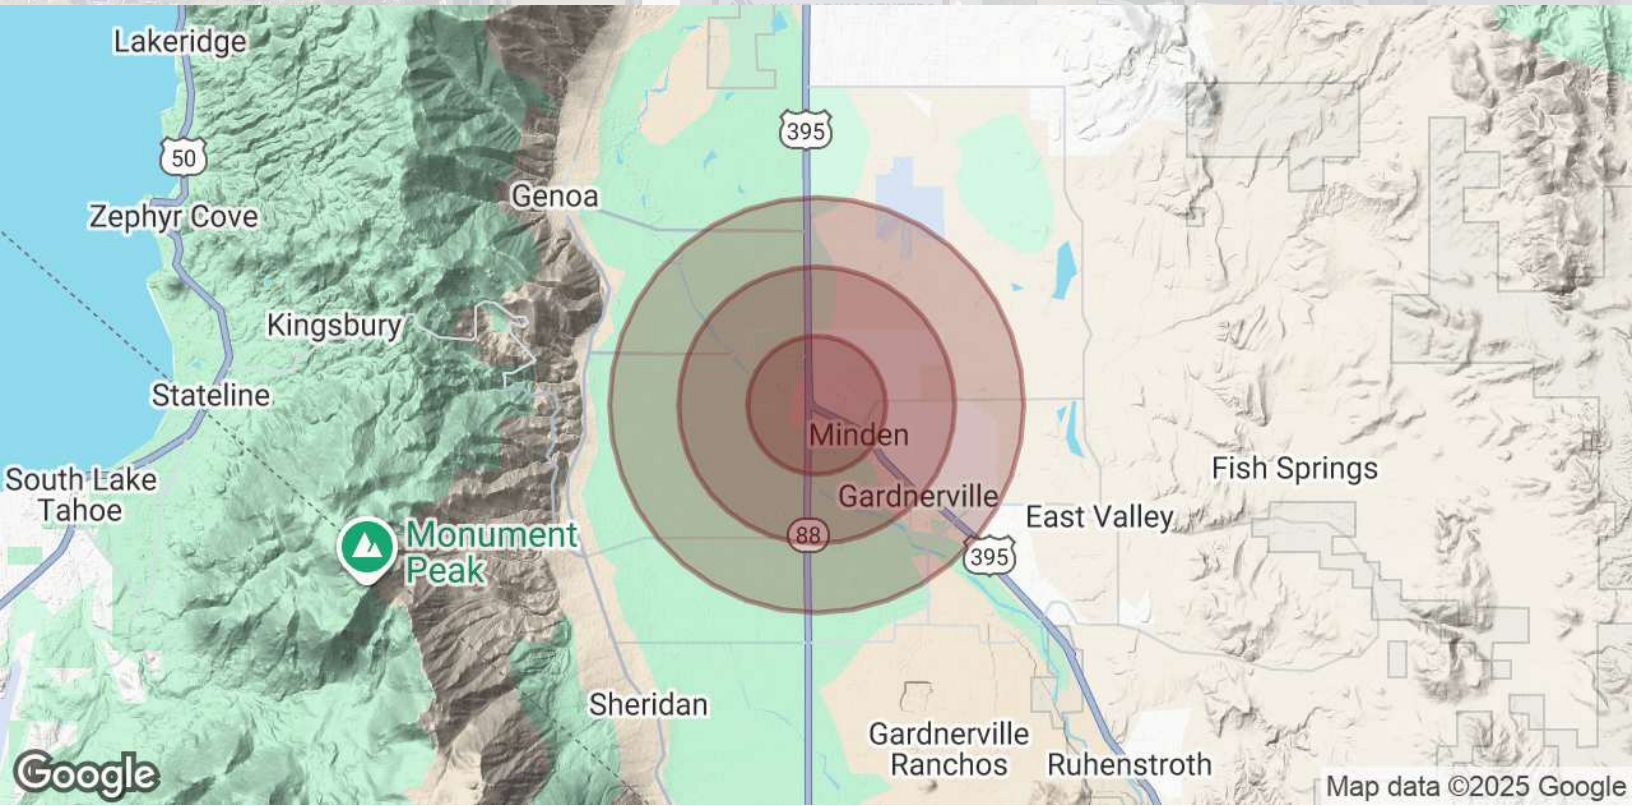 Lakeridge
395
50
Genoa
Zephyr Cove
Kingsbury
Stateline
Minden
Fish Springs
South Lake
Tahoe
Gardnerville
East Valley
Monument
Peak
88
395
Sheridan
Gardnerville
Ranchos
Ruhenstroth
Google
Map data ©2025 Google